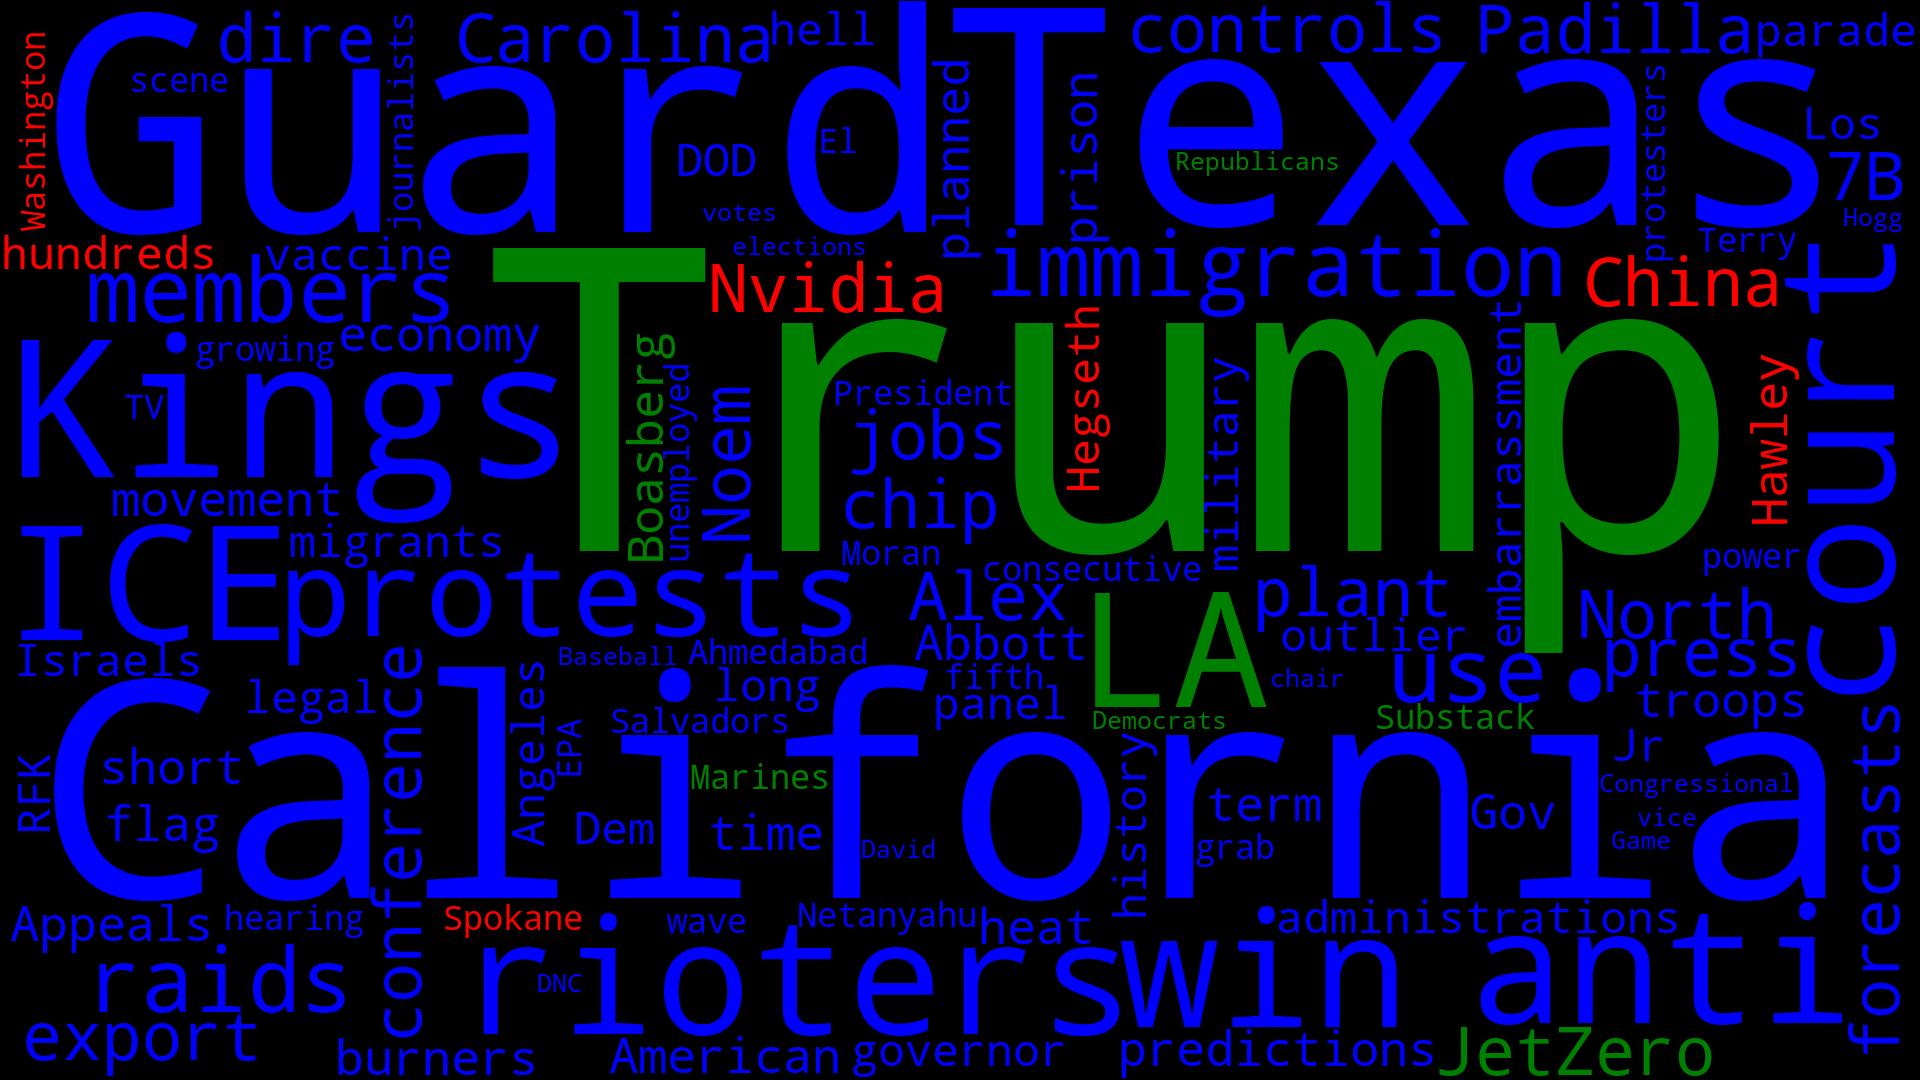 Washington
Guard
dire
scene
journalists
Carolina
hell
DOD
El
votes
elections
planned
Texas
prison
controls
Republicans
Padilla
parade
protesters
Los
7B
Hogg
Terry
hundreds
vaccine
members
Trump
Nvidia
immigration
China
court
Kings
growing
economy
TV
Boasberg
unemployed
Noem
President
jobs
chip
Hegseth
military
embarrassment
Hawley
movement
ICE
migrants
protests
Moran
consecutive
Alex
Abbott
LA
plant
outlier
power
North
press
use
troops
Israels
legal
conference
Baseball
Ahmedabad
long
fifth
panel
chair
Democrats
Substack
Salvadors
Angeles
EPA
California
RFK
short
flag
Marines
Dem
time
David
history
term
grab
Gov
Jr
Congressional
vice
Game
forecasts
Appeals
hearing
Spokane
wave
Netanyahu
heat
administrations
raids
rioters
DNC
win
anti
export
burners
American
governor
predictions
JetZero